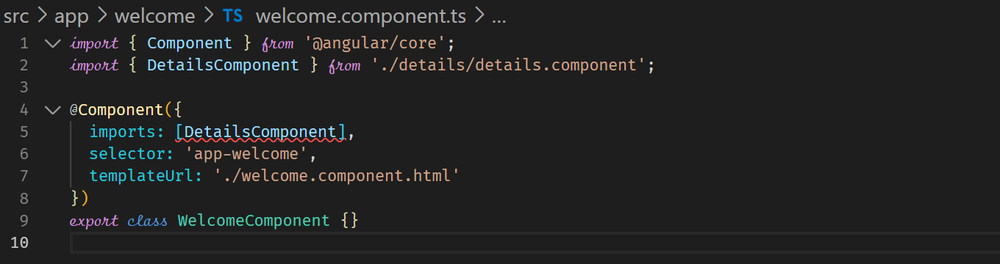 src > app > welcome > TS welcome.component.ts > ...
1 import { Component } from '@angular/core';
2 import { DetailsComponent } from './details/details.component';
3
4 @Component({
5   imports: [DetailsComponent],
6   selector: 'app-welcome',
7   templateUrl: './welcome.component.html'
8 })
9 export class WelcomeComponent {}
10